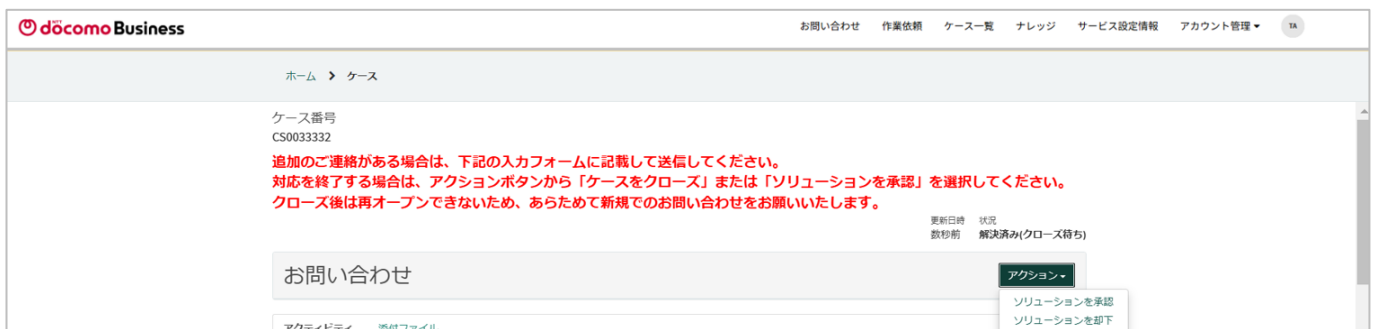 NTT döcomo Business
お問い合わせ 作業依頼 ケース一覧 ナレッジ サービス設定情報 アカウント管理 TA
ホーム > ケース
ケース番号
CS0033332
追加のご連絡がある場合は、下記の入力フォームに記載して送信してください。
対応を終了する場合は、アクションボタンから「ケースをクローズ」または「ソリューションを承認」を選択してください。
クローズ後は再オープンできないため、あらためて新規でのお問い合わせをお願いいたします。
更新日時 状況
数秒前 解決済み(クローズ待ち)
お問い合わせ
アクション
ソリューションを承認
ソリューションを却下
アクティビティ 添付ファイル